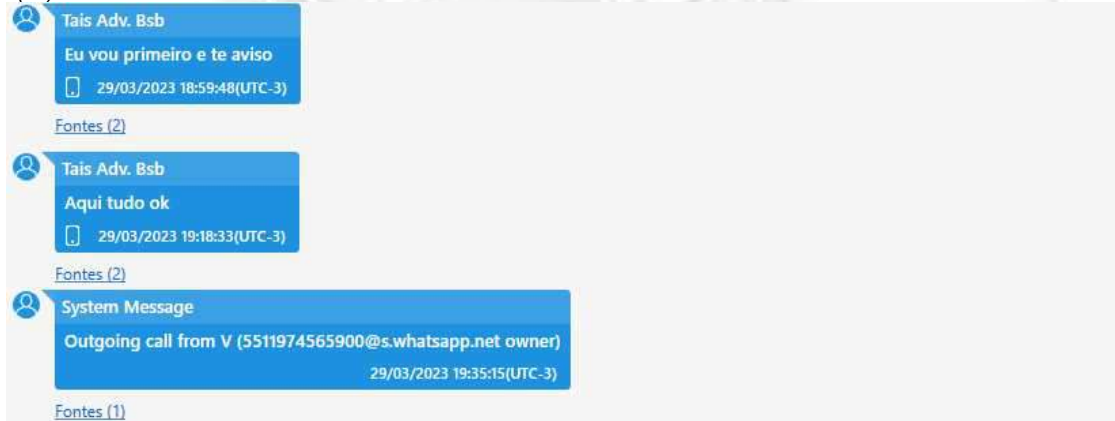 Tais Adv. Bsb
Eu vou primeiro e te aviso
29/03/2023 18:59:48(UTC-3)
Fontes (2)
Tais Adv. Bsb
Aqui tudo ok
29/03/2023 19:18:33(UTC-3)
Fontes (2)
System Message
Outgoing call from V (5511974565900@s.whatsapp.net owner)
29/03/2023 19:35:15(UTC-3)
Fontes (1)